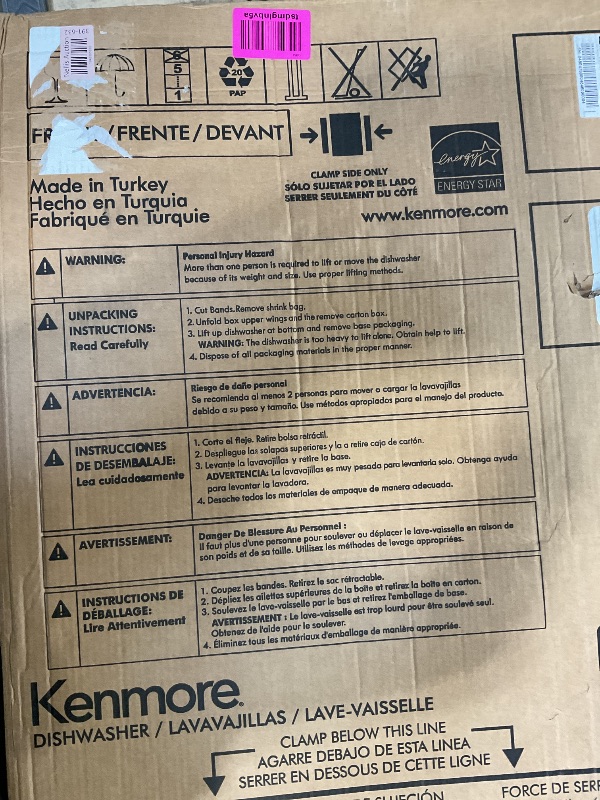 tsdmginbvga
191-642
6
5
1
20
PAP
/ FRENTE / DEVANT
CLAMP SIDE ONLY
SÓLO SUJETAR POR EL LADO
SERRER SEULEMENT DU CÔTÉ
energy
ENERGY STAR
Made in Turkey
Hecho en Turquia
Fabriqué en Turquie
www.kenmore.com
WARNING:
Personal Injury Hazard
More than one person is required to lift or move the dishwasher
because of its weight and size. Use proper lifting methods.
UNPACKING
INSTRUCTIONS:
Read Carefully
1. Cut Bands.Remove shrink bag.
2. Unfold box upper wings and the remove carton box.
3. Lift up dishwasher at bottom and remove base packaging.
WARNING: The dishwasher is too heavy to lift alone. Obtain help to lift.
4. Dispose of all packaging materials in the proper manner.
ADVERTENCIA:
Riesgo de daño personal
Se recomienda al menos 2 personas para mover o cargar la lavavajillas
debido a su peso y tamaño. Use métodos apropiados para el manejo del producto.
INSTRUCCIONES
DE DESEMBALAJE:
Lea cuidadosamente
1. Corte el fleje. Retire bolsa retráctil.
2. Despliegue las solapas superiores y la a retire caja de cartón.
3. Levante la lavavajillas y retire la base.
ADVERTENCIA: La lavavajillas es muy pesada para levantarla solo. Obtenga ayuda
para levantar la lavadora.
4. Deseche todos los materiales de empaque de manera adecuada.
AVERTISSEMENT:
Danger De Blessure Au Personnel :
Il faut plus d'une personne pour soulever ou déplacer le lave-vaisselle en raison de
son poids et de sa taille. Utilisez les méthodes de levage appropriées.
INSTRUCTIONS DE
DÉBALLAGE:
Lire Attentivement
1. Coupez les bandes. Retirez le sac rétractable.
2. Dépliez les ailettes supérieures de la boîte et retirez la boîte en carton.
3. Soulevez le lave-vaisselle par le bas et retirez l'emballage de base.
AVERTISSEMENT : Le lave-vaisselle est trop lourd pour être soulevé seul.
Obtenez de l'aide pour le soulever.
4. Éliminez tous les matériaux d'emballage de manière appropriée.
Kenmore®
DISHWASHER / LAVAVAJILLAS / LAVE-VAISSELLE
CLAMP BELOW THIS LINE
AGARRE DEBAJO DE ESTA LINEA
SERRER EN DESSOUS DE CETTE LIGNE
FORCE DE SERR